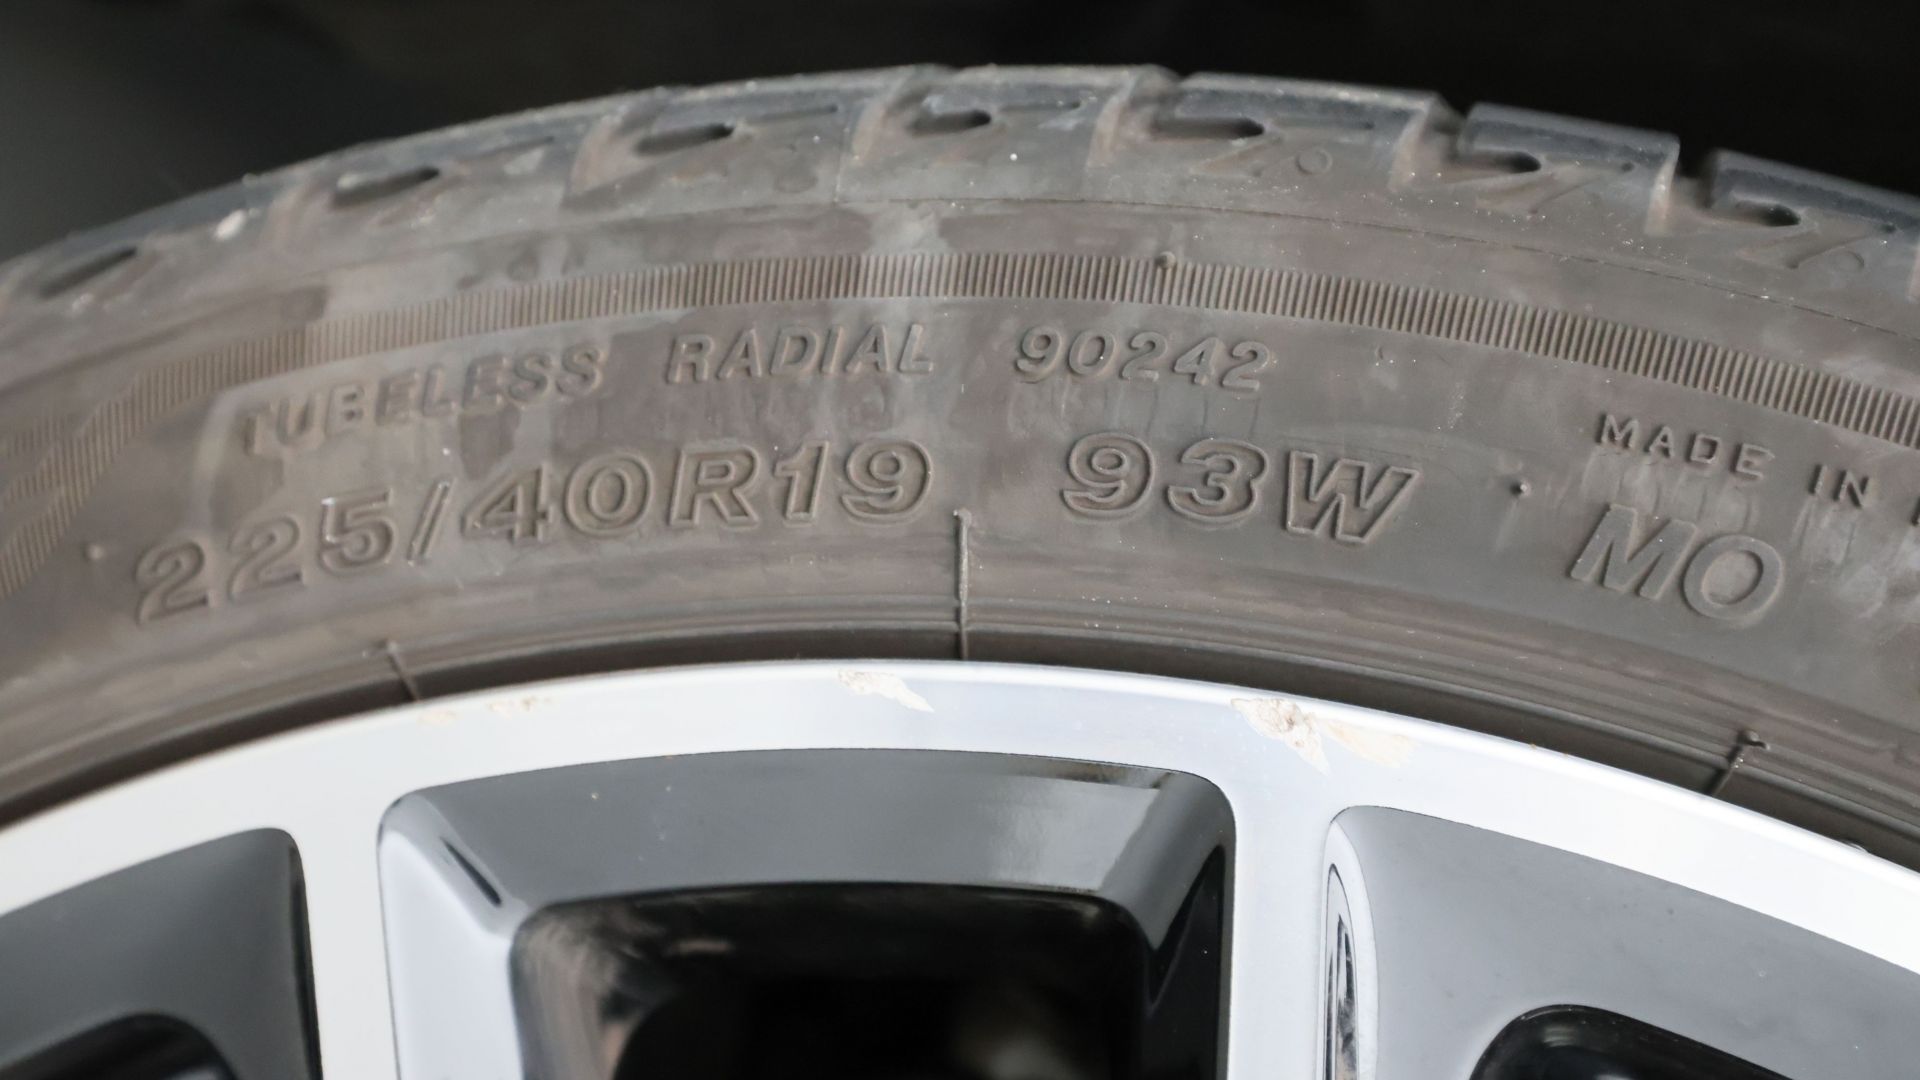 TUBELESS RADIAL 90242
MADE IN
225/40R19 93W MO